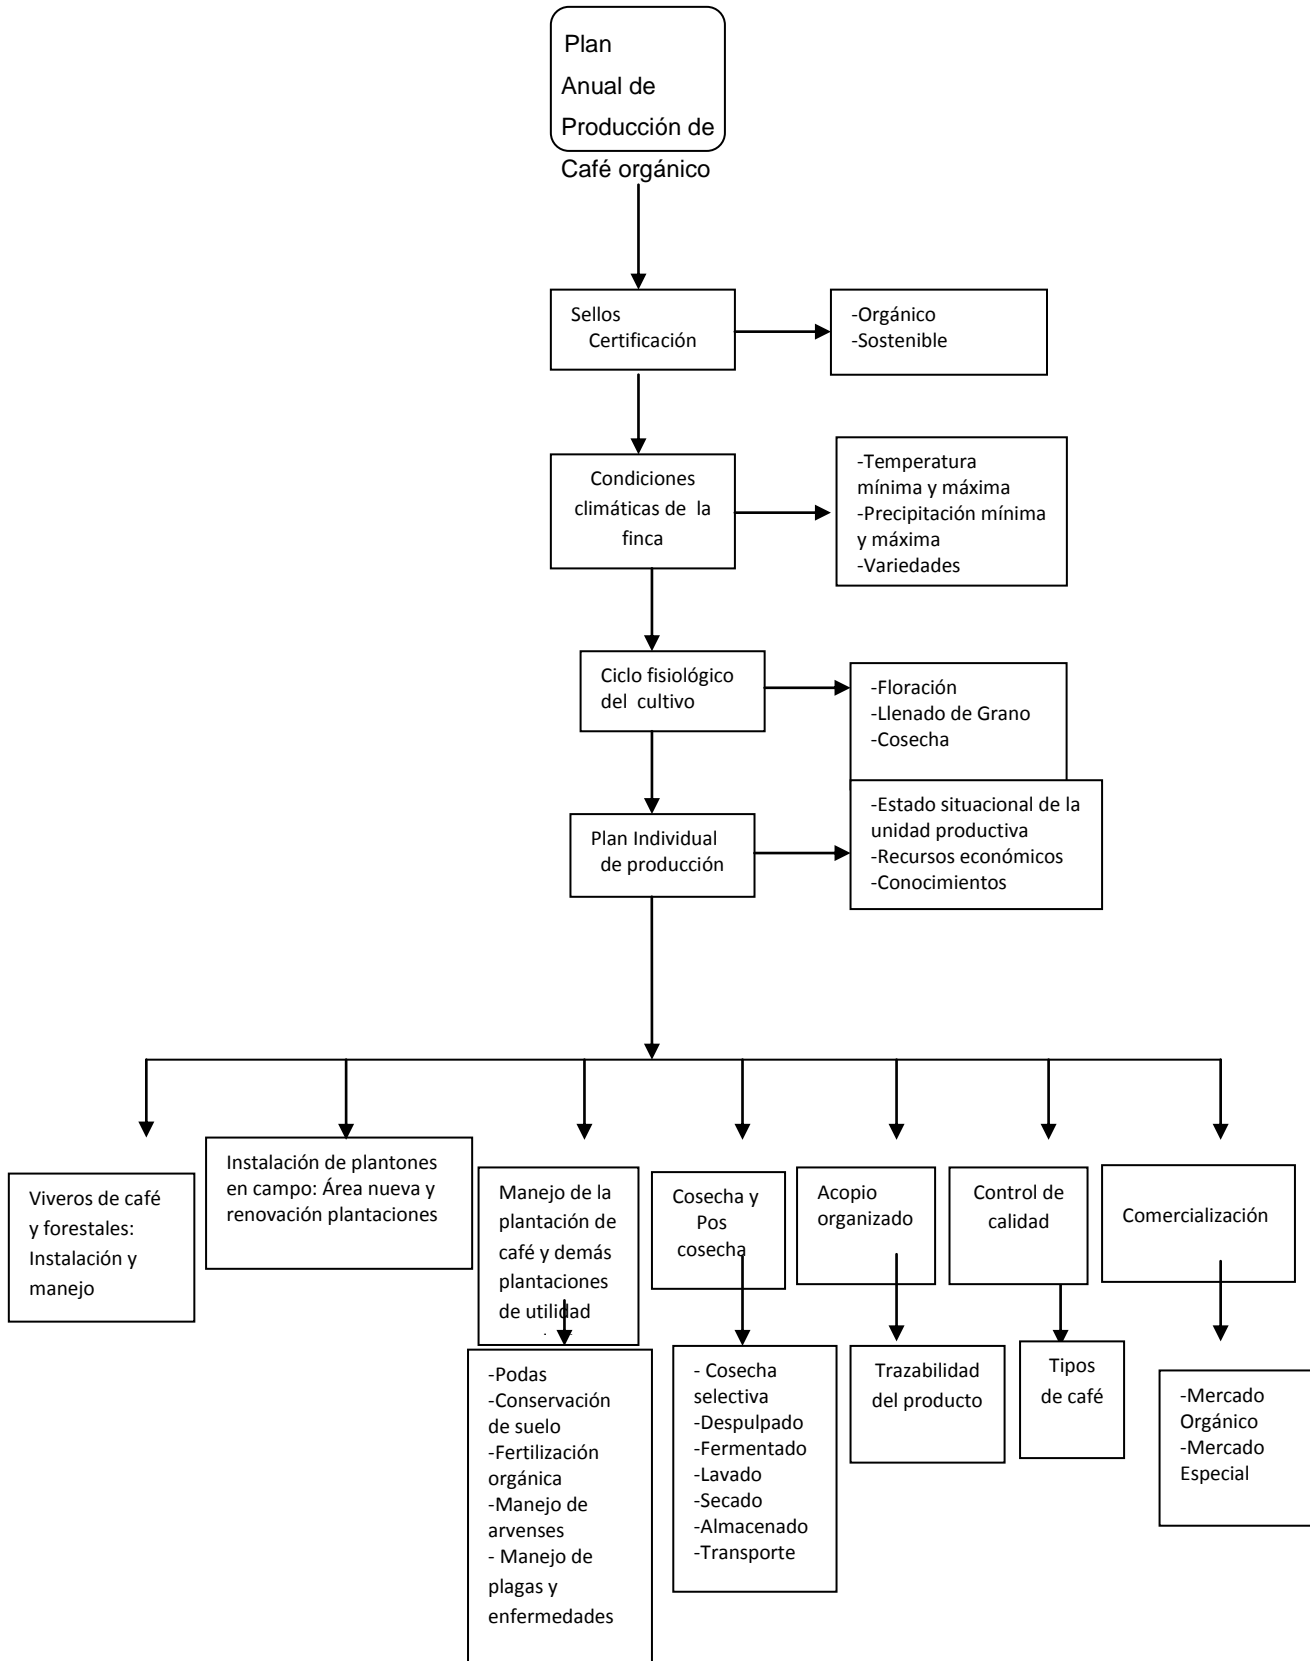 Plan
Anual de
Producción de
Café orgánico
Sellos
Certificación
-Orgánico
-Sostenible
Condiciones
climáticas de la
finca
-Temperatura
mínima y máxima
-Precipitación mínima
y máxima
-Variedades
Ciclo fisiológico
del cultivo
-Floración
-Llenado de Grano
-Cosecha
Plan Individual
de producción
-Estado situacional de la
unidad productiva
-Recursos económicos
-Conocimientos
Viveros de café
y forestales:
Instalación y
manejo
Instalación de plantones
en campo: Área nueva y
renovación plantaciones
Manejo de la
plantación de
café y demás
plantaciones
de utilidad
Cosecha y
Pos
cosecha
Acopio
organizado
Control de
calidad
Comercialización
-Podas
-Conservación
de suelo
-Fertilización
orgánica
-Manejo de
arvenses
- Manejo de
plagas y
enfermedades
- Cosecha
selectiva
-Despulpado
-Fermentado
-Lavado
-Secado
-Almacenado
-Transporte
Trazabilidad
del producto
Tipos
de café
-Mercado
Orgánico
-Mercado
Especial